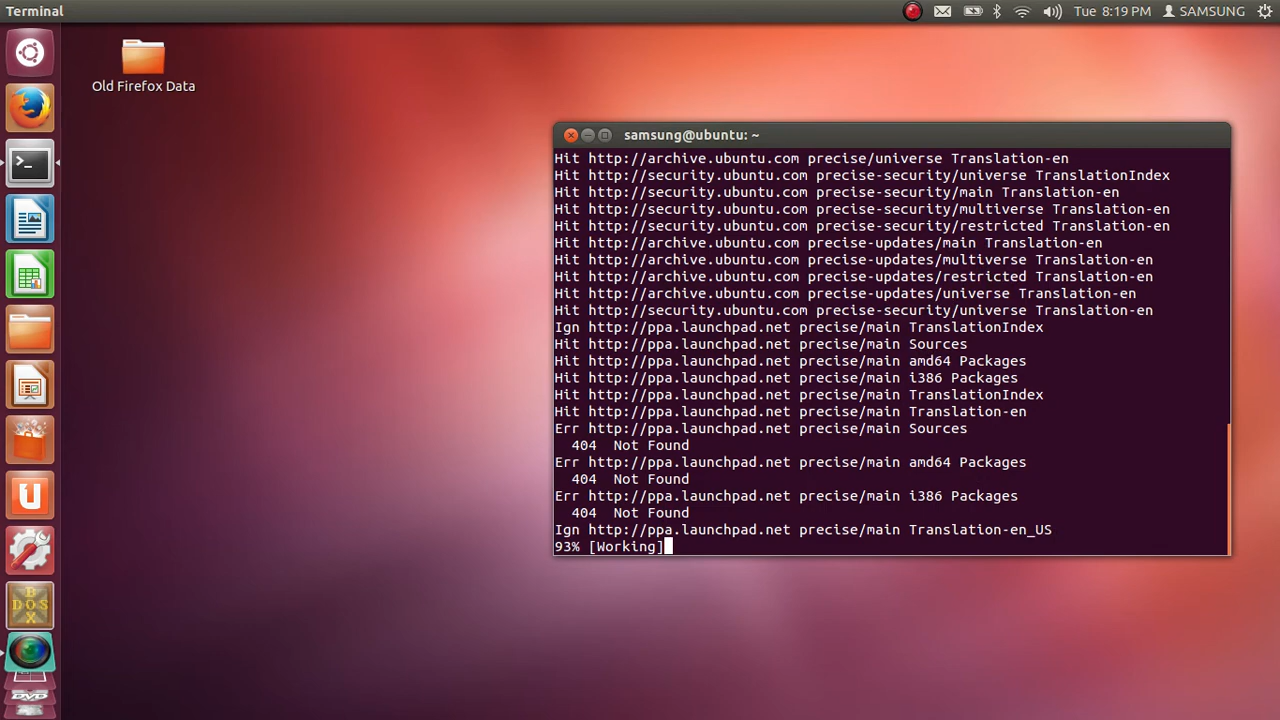 Terminal
Tue 8:19 PM SAMSUNG
Old Firefox Data
samsung@ubuntu: ~
Hit http://archive.ubuntu.com precise/universe Translation-en
Hit http://security.ubuntu.com precise-security/universe TranslationIndex
Hit http://security.ubuntu.com precise-security/main Translation-en
Hit http://security.ubuntu.com precise-security/multiverse Translation-en
Hit http://security.ubuntu.com precise-security/restricted Translation-en
Hit http://archive.ubuntu.com precise-updates/main Translation-en
Hit http://archive.ubuntu.com precise-updates/multiverse Translation-en
Hit http://archive.ubuntu.com precise-updates/restricted Translation-en
Hit http://archive.ubuntu.com precise-updates/universe Translation-en
Hit http://security.ubuntu.com precise-security/universe Translation-en
Ign http://ppa.launchpad.net precise/main TranslationIndex
Hit http://ppa.launchpad.net precise/main Sources
Hit http://ppa.launchpad.net precise/main amd64 Packages
Hit http://ppa.launchpad.net precise/main i386 Packages
Hit http://ppa.launchpad.net precise/main TranslationIndex
Hit http://ppa.launchpad.net precise/main Translation-en
Err http://ppa.launchpad.net precise/main Sources
404  Not Found
Err http://ppa.launchpad.net precise/main amd64 Packages
404  Not Found
Err http://ppa.launchpad.net precise/main i386 Packages
404  Not Found
Ign http://ppa.launchpad.net precise/main Translation-en_US
93% [Working]
>_
U
B
DOS
X
DVD